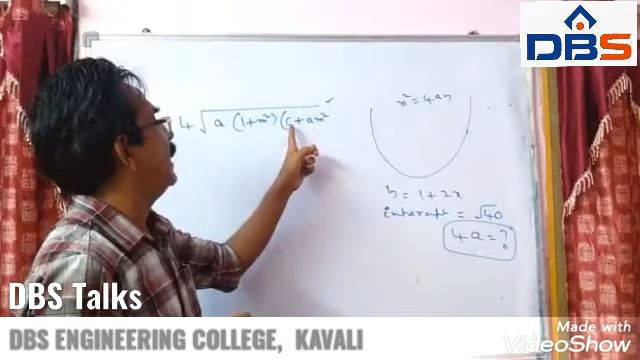 DBS
x² = 4ay
4 √a (1+m²) (c+am²
y = 1 + 2x
intercept = √40
4a = ?
DBS Talks
DBS ENGINEERING COLLEGE, KAVALI
Made with
VideoShow